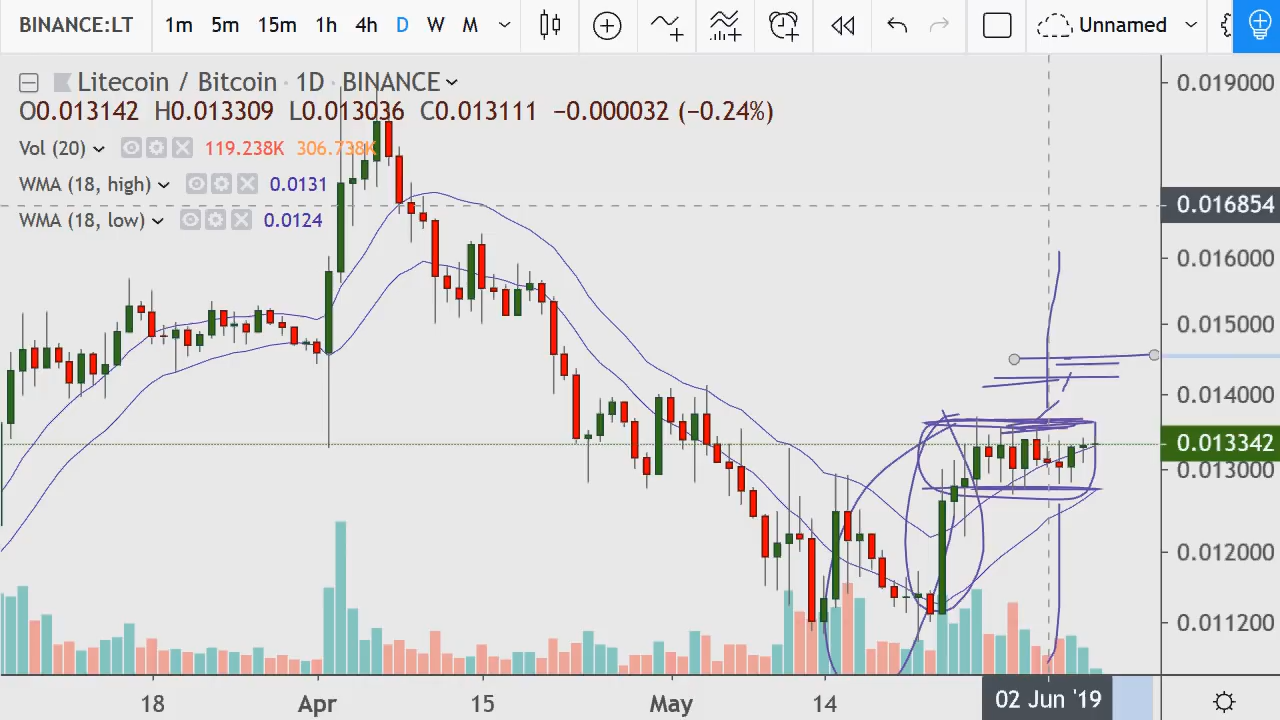 BINANCE:LT 1m 5m 15m 1h 4h D W M Unnamed
Litecoin / Bitcoin · 1D · BINANCE
O0.013142 H0.013309 L0.013036 C0.013111 −0.000032 (−0.24%)
Vol (20) 119.238K 306.738K
WMA (18, high) 0.0131
WMA (18, low) 0.0124
0.019000
0.016854
0.016000
0.015000
0.014000
0.013342
0.013000
0.012000
0.011200
18 Apr 15 May 14 02 Jun '19